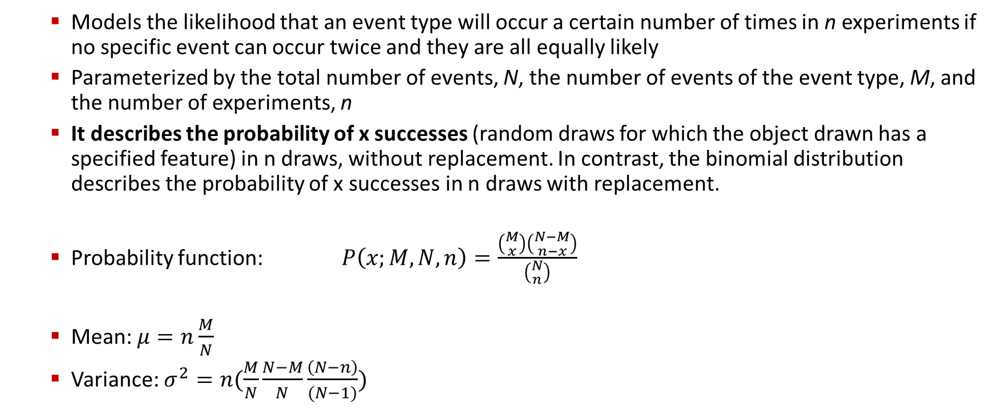 ▪ Models the likelihood that an event type will occur a certain number of times in n experiments if
no specific event can occur twice and they are all equally likely
▪ Parameterized by the total number of events, N, the number of events of the event type, M, and
the number of experiments, n
▪ It describes the probability of x successes (random draws for which the object drawn has a
specified feature) in n draws, without replacement. In contrast, the binomial distribution
describes the probability of x successes in n draws with replacement.
▪ Probability function: $P(x; M, N, n) = \frac{\binom{M}{x}\binom{N-M}{n-x}}{\binom{N}{n}}$
▪ Mean: $\mu = n\frac{M}{N}$
▪ Variance: $\sigma^2 = n(\frac{M}{N}\frac{N-M}{N}\frac{(N-n)}{(N-1)})$